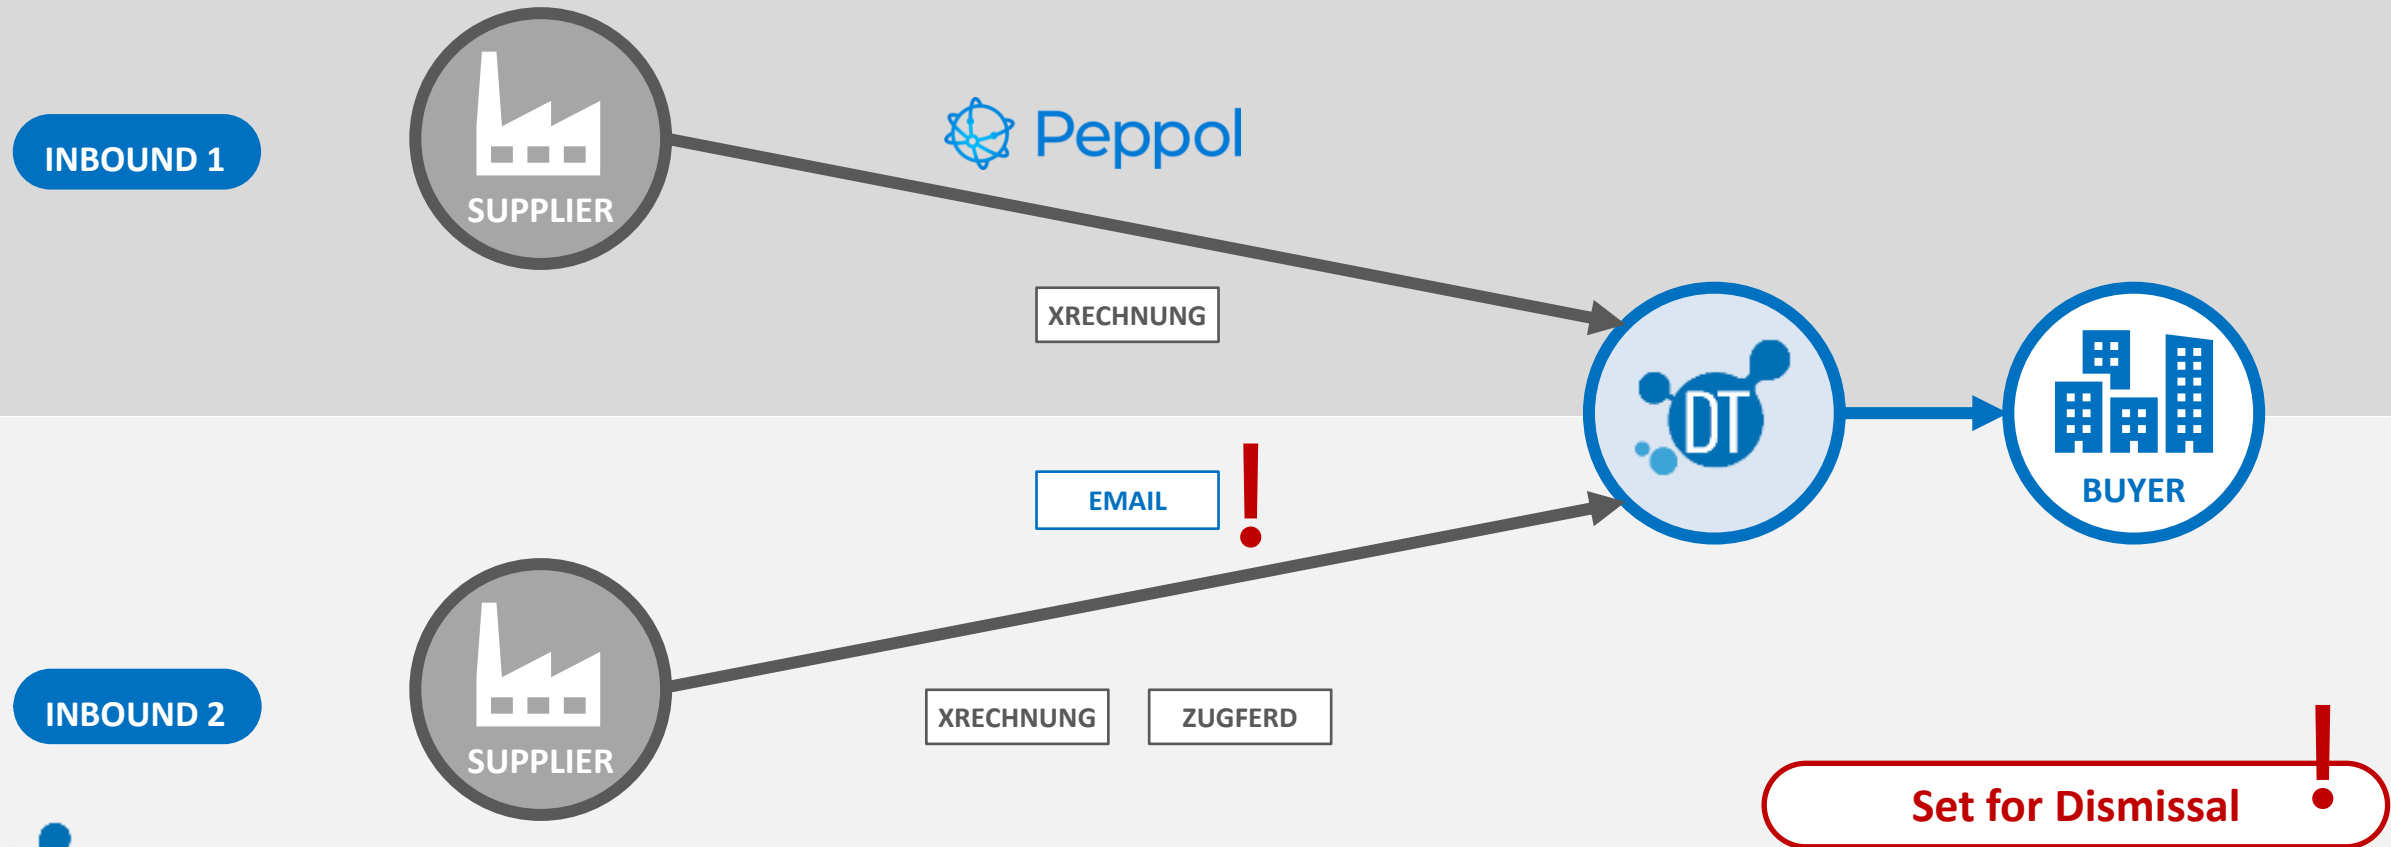 INBOUND 1
SUPPLIER
Peppol
XRECHNUNG
DT
BUYER
EMAIL
!
INBOUND 2
SUPPLIER
XRECHNUNG
ZUGFERD
Set for Dismissal
!